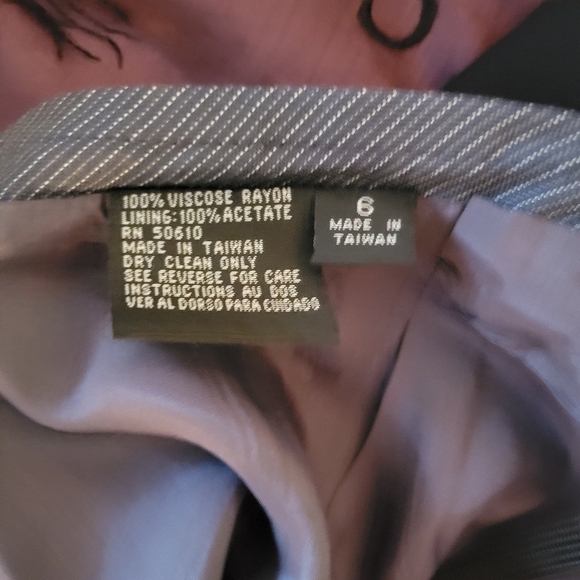 100% VISCOSE RAYON
LINING: 100% ACETATE
RN 50610
MADE IN TAIWAN
DRY CLEAN ONLY
SEE REVERSE FOR CARE
INSTRUCTIONS AU DOS
VER AL DORSO PARA CUIDADO
6
MADE IN
TAIWAN